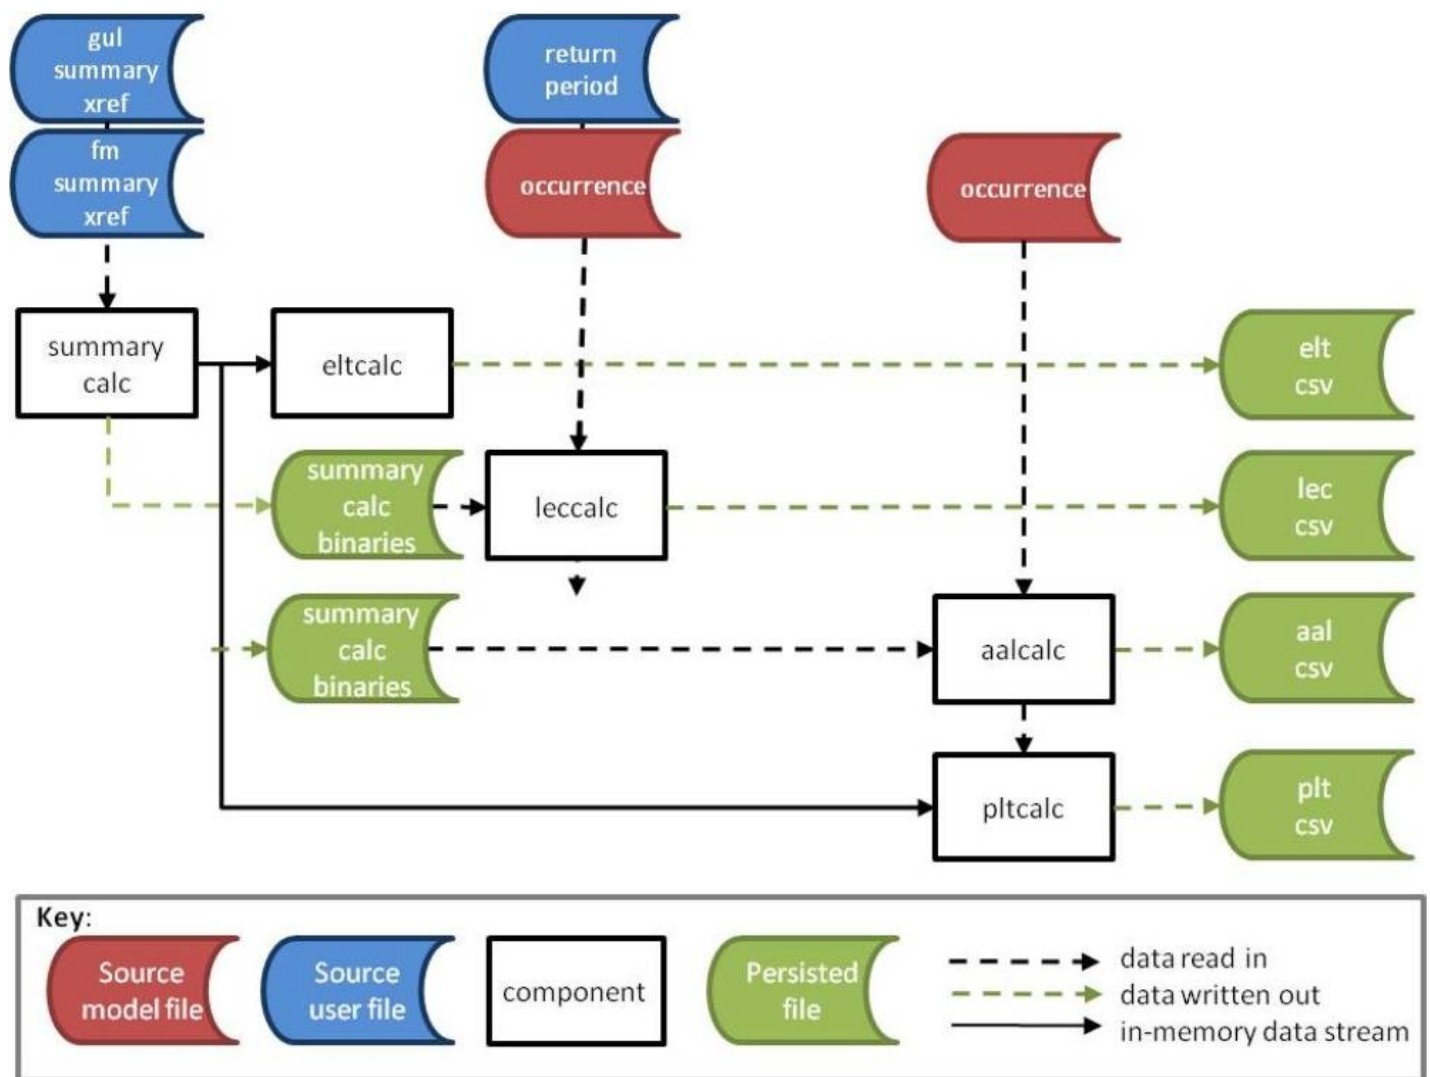 gul
summary
xref
return
period
fm
summary
xref
occurrence
occurrence
summary
calc
eltcalc
elt
csv
summary
calc
binaries
leccalc
lec
csv
summary
calc
binaries
aalcalc
aal
csv
pltcalc
plt
csv
Key:
Source
model file
Source
user file
component
Persisted
file
data read in
data written out
in-memory data stream